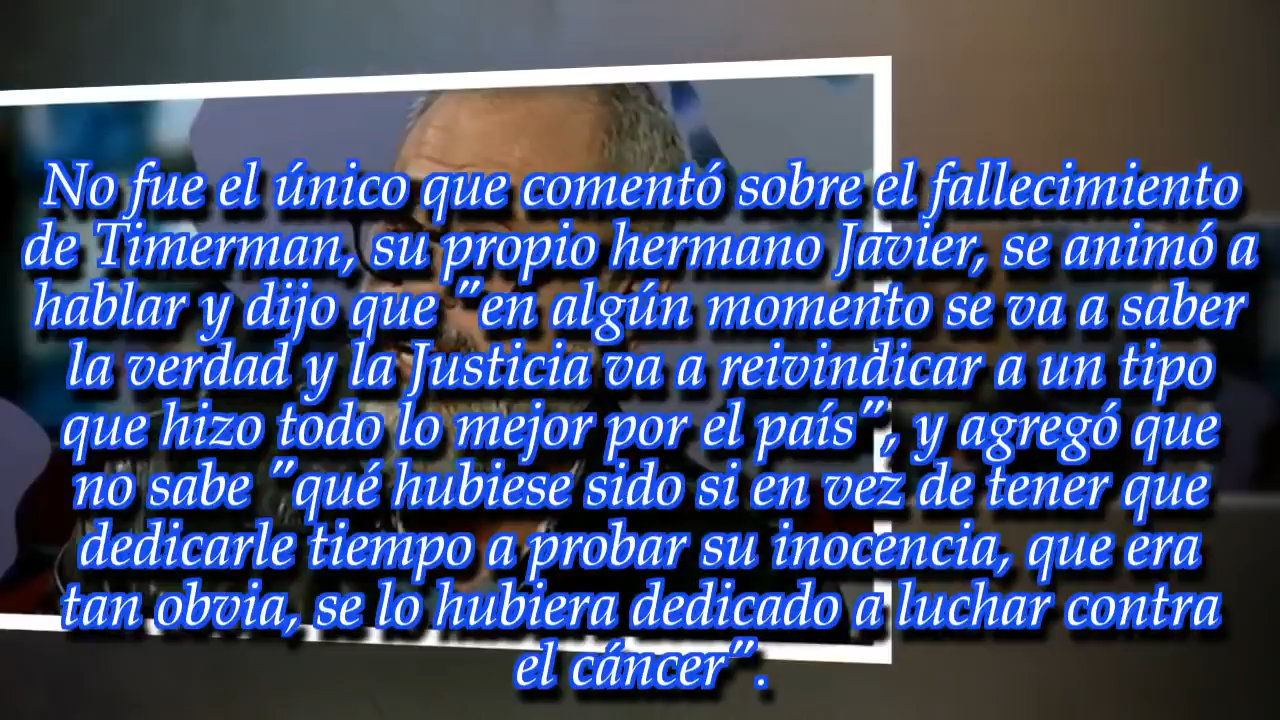 No fue el único que comentó sobre el fallecimiento
de Timerman, su propio hermano Javier, se animó a
hablar y dijo que "en algún momento se va a saber
la verdad y la Justicia va a reivindicar a un tipo
que hizo todo lo mejor por el país", y agregó que
no sabe "qué hubiese sido si en vez de tener que
dedicarle tiempo a probar su inocencia, que era
tan obvia, se lo hubiera dedicado a luchar contra
el cáncer".